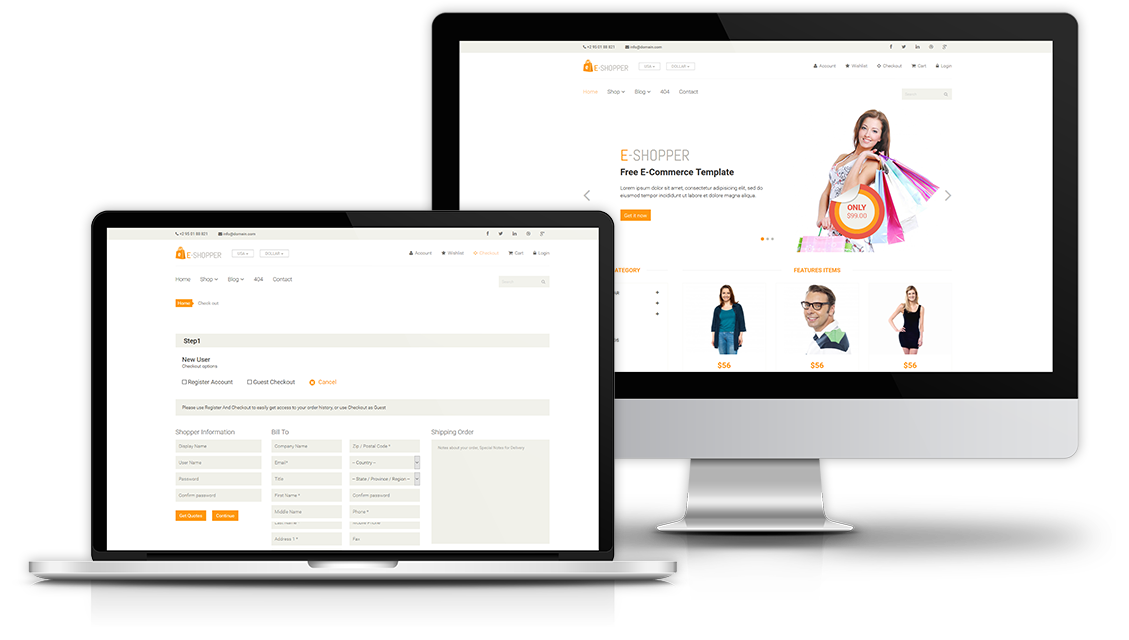 +2 95 01 88 821 info@domain.com
E-SHOPPER USA DOLLAR Account Wishlist Checkout Cart Login
Home Shop Blog 404 Contact Search
E-SHOPPER
Free E-Commerce Template
Lorem ipsum dolor sit amet, consectetur adipisicing elit, sed do
eiusmod tempor incididunt ut labore et dolore magna aliqua.
Get it now
ONLY
$99.00
ATEGORY FEATURES ITEMS
$56 $56 $56
+2 95 01 88 821 info@domain.com
E-SHOPPER USA DOLLAR Account Wishlist Checkout Cart Login
Home Shop Blog 404 Contact Search
Home Check out
Step1
New User
Checkout options
Register Account Guest Checkout Cancel
Please use Register And Checkout to easily get access to your order history, or use Checkout as Guest
Shopper Information Bill To Shipping Order
Display Name Company Name Zip / Postal Code * Notes about your order, Special Notes for Delivery
User Name Email* -- Country --
Password Title -- State / Province / Region --
Confirm password First Name * Confirm password
Get Quotes Continue Middle Name Phone *
Last Name * Mobile Phone
Address 1 * Fax